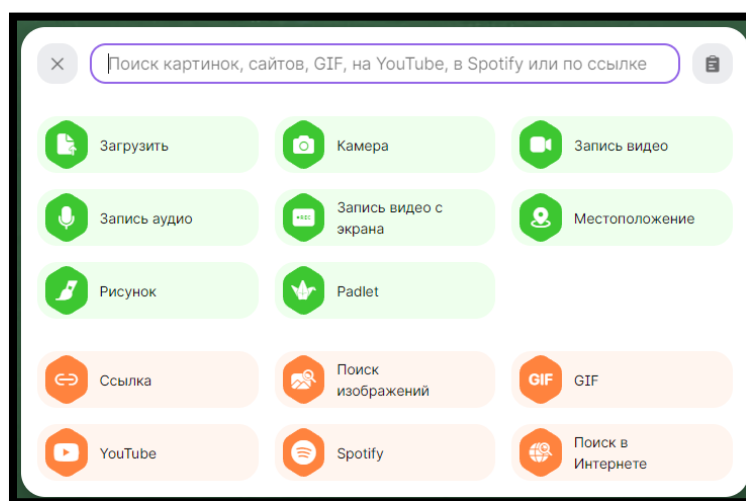 Поиск картинок, сайтов, GIF, на YouTube, в Spotify или по ссылке
Загрузить
Камера
Запись видео
Запись аудио
REC
Запись видео с
экрана
Местоположение
Рисунок
Padlet
Ссылка
Поиск
изображений
GIF
GIF
YouTube
Spotify
Поиск в
Интернете